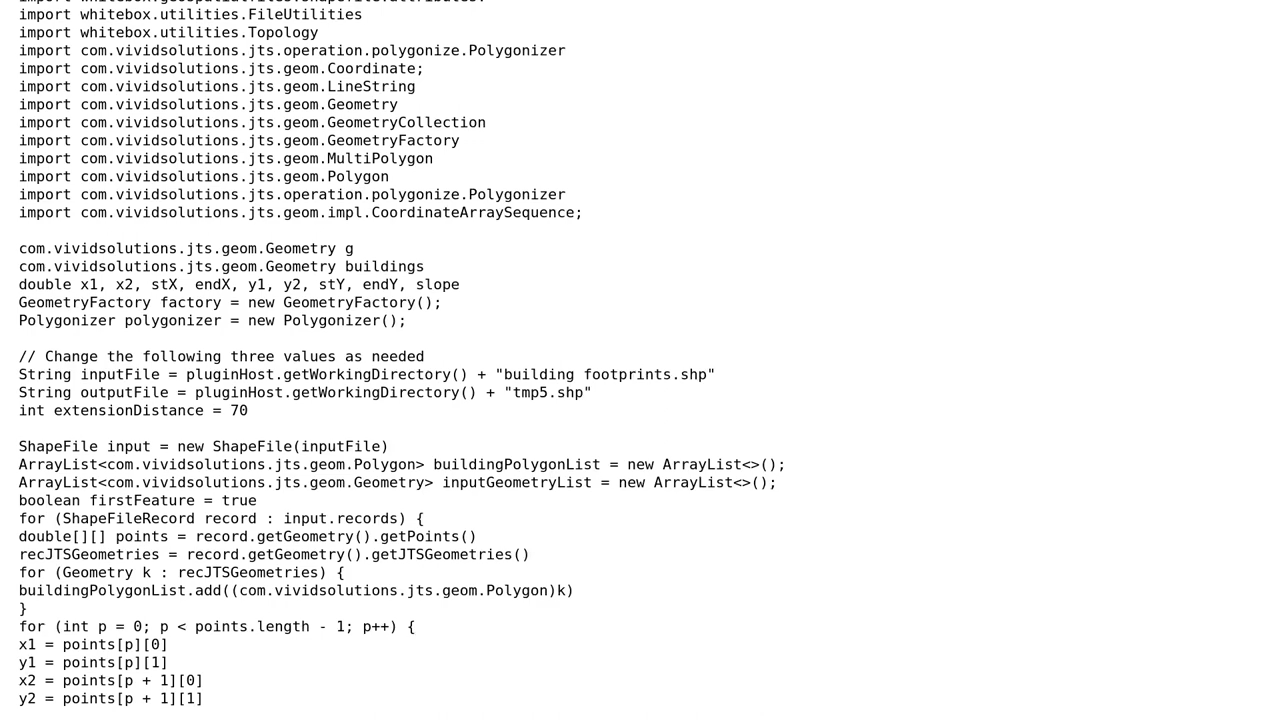 import whitebox.geospatialfiles.shapefile.attributes.*
import whitebox.utilities.FileUtilities
import whitebox.utilities.Topology
import com.vividsolutions.jts.operation.polygonize.Polygonizer
import com.vividsolutions.jts.geom.Coordinate;
import com.vividsolutions.jts.geom.LineString
import com.vividsolutions.jts.geom.Geometry
import com.vividsolutions.jts.geom.GeometryCollection
import com.vividsolutions.jts.geom.GeometryFactory
import com.vividsolutions.jts.geom.MultiPolygon
import com.vividsolutions.jts.geom.Polygon
import com.vividsolutions.jts.operation.polygonize.Polygonizer
import com.vividsolutions.jts.geom.impl.CoordinateArraySequence;
com.vividsolutions.jts.geom.Geometry g
com.vividsolutions.jts.geom.Geometry buildings
double x1, x2, stX, endX, y1, y2, stY, endY, slope
GeometryFactory factory = new GeometryFactory();
Polygonizer polygonizer = new Polygonizer();
// Change the following three values as needed
String inputFile = pluginHost.getWorkingDirectory() + "building footprints.shp"
String outputFile = pluginHost.getWorkingDirectory() + "tmp5.shp"
int extensionDistance = 70
ShapeFile input = new ShapeFile(inputFile)
ArrayList<com.vividsolutions.jts.geom.Polygon> buildingPolygonList = new ArrayList<>();
ArrayList<com.vividsolutions.jts.geom.Geometry> inputGeometryList = new ArrayList<>();
boolean firstFeature = true
for (ShapeFileRecord record : input.records) {
double[][] points = record.getGeometry().getPoints()
recJTSGeometries = record.getGeometry().getJTSGeometries()
for (Geometry k : recJTSGeometries) {
buildingPolygonList.add((com.vividsolutions.jts.geom.Polygon)k)
}
for (int p = 0; p < points.length - 1; p++) {
x1 = points[p][0]
y1 = points[p][1]
x2 = points[p + 1][0]
y2 = points[p + 1][1]